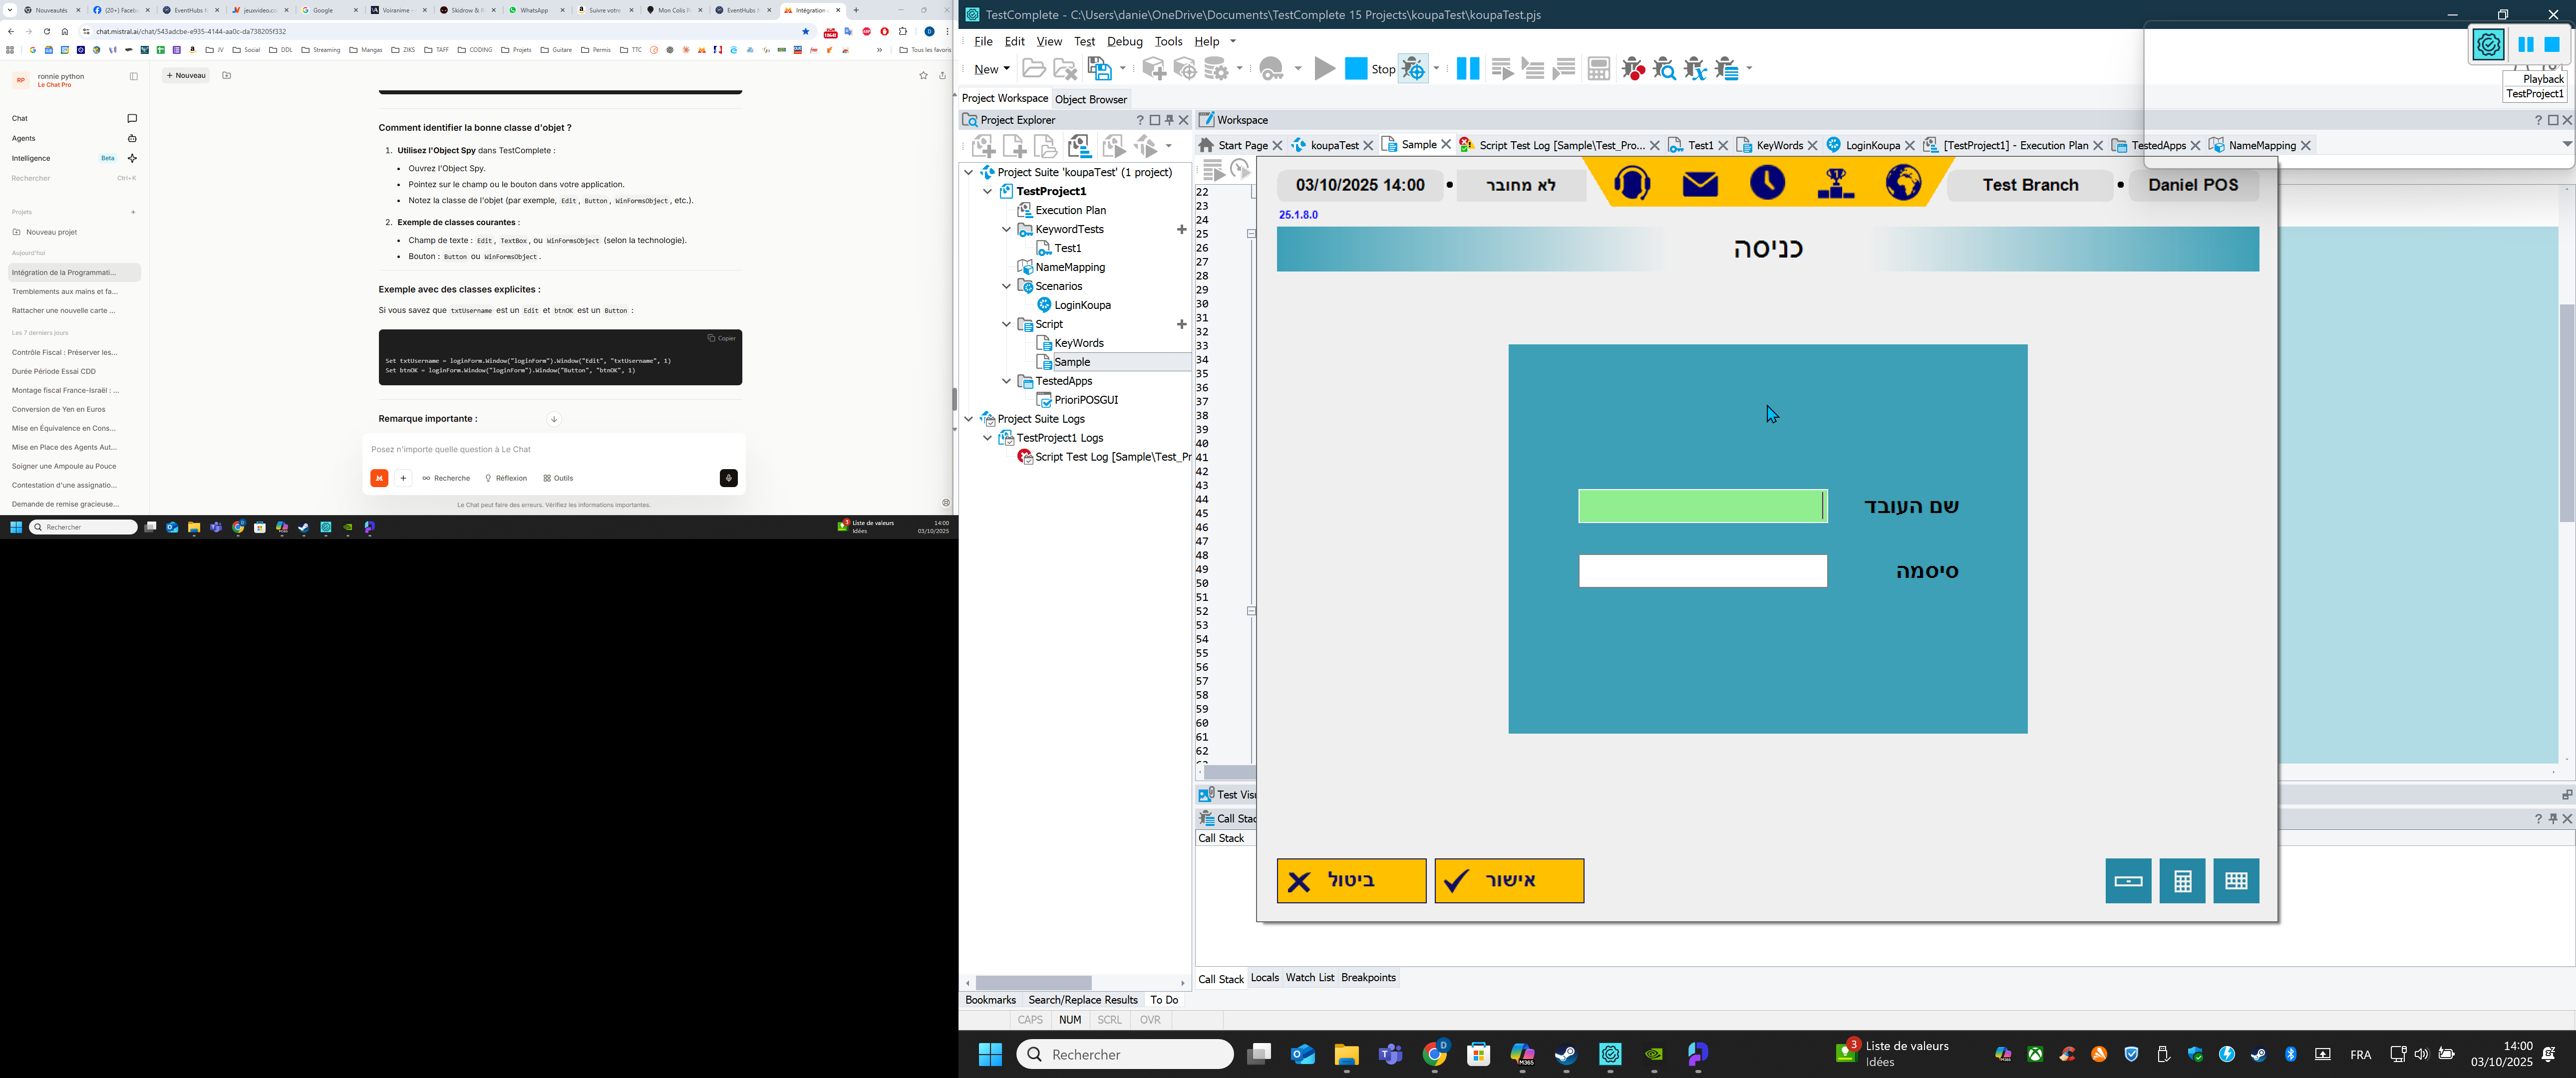 Nouveautés
(20+) Faceb
EventHubs
jeuxvideo.co
Google
Voiranime -
Skidrow & R
WhatsApp
Suivre votre
Mon Colis P
EventHubs
Intégration
chat.mistral.ai/chat/543adcbe-e935-4144-aa0c-da738205f332
JV
Social
DDL
Streaming
Mangas
ZIKS
TAFF
CODING
Projets
Guitare
Permis
TTC
Tous les favoris
RP
ronnie python
Le Chat Pro
Chat
Agents
Intelligence
Beta
Rechercher
Ctrl+K
Projets
Nouveau projet
Aujourd'hui
Intégration de la Programmati...
Tremblements aux mains et fa...
Rattacher une nouvelle carte ...
Les 7 derniers jours
Contrôle Fiscal : Préserver les...
Durée Période Essai CDD
Montage fiscal France-Israël : ...
Conversion de Yen en Euros
Mise en Équivalence en Cons...
Mise en Place des Agents Aut...
Soigner une Ampoule au Pouce
Contestation d'une assignatio...
Demande de remise gracieuse...
+ Nouveau
Comment identifier la bonne classe d'objet ?
1. Utilisez l'Object Spy dans TestComplete :
• Ouvrez l'Object Spy.
• Pointez sur le champ ou le bouton dans votre application.
• Notez la classe de l'objet (par exemple, Edit, Button, WinFormsObject, etc.).
2. Exemple de classes courantes :
• Champ de texte : Edit, TextBox, ou WinFormsObject (selon la technologie).
• Bouton : Button ou WinFormsObject.
Exemple avec des classes explicites :
Si vous savez que txtUsername est un Edit et btnOK est un Button :
Copier
Set txtUsername = loginForm.Window("loginForm").Window("Edit", "txtUsername", 1)
Set btnOK = loginForm.Window("loginForm").Window("Button", "btnOK", 1)
Remarque importante :
Posez n'importe quelle question à Le Chat
Recherche
Réflexion
Outils
Le Chat peut faire des erreurs. Vérifiez les informations importantes.
Rechercher
Liste de valeurs
Idées
14:00
03/10/2025
TestComplete - C:\Users\danie\OneDrive\Documents\TestComplete 15 Projects\koupaTest\koupaTest.pjs
File Edit View Test Debug Tools Help
New
Stop
Playback
TestProject1
Project Workspace
Object Browser
Project Explorer
Workspace
Start Page
koupaTest
Sample
Script Test Log [Sample\Test_Pro...
Test1
KeyWords
LoginKoupa
[TestProject1] - Execution Plan
TestedApps
NameMapping
Project Suite 'koupaTest' (1 project)
TestProject1
Execution Plan
KeywordTests
Test1
NameMapping
Scenarios
LoginKoupa
Script
KeyWords
Sample
TestedApps
PrioriPOSGUI
Project Suite Logs
TestProject1 Logs
Script Test Log [Sample\Test_Pr
22
23
24
25
26
27
28
29
30
31
32
33
34
35
36
37
38
39
40
41
42
43
44
45
46
47
48
49
50
51
52
53
54
55
56
57
58
59
60
61
62
03/10/2025 14:00
לא מחובר
Test Branch
Daniel POS
25.1.8.0
כניסה
שם העובד
סיסמה
ביטול
אישור
Test Visu
Call Stac
Call Stack
Call Stack
Locals
Watch List
Breakpoints
Bookmarks
Search/Replace Results
To Do
CAPS
NUM
SCRL
OVR
Rechercher
3
Liste de valeurs
Idées
FRA
14:00
03/10/2025